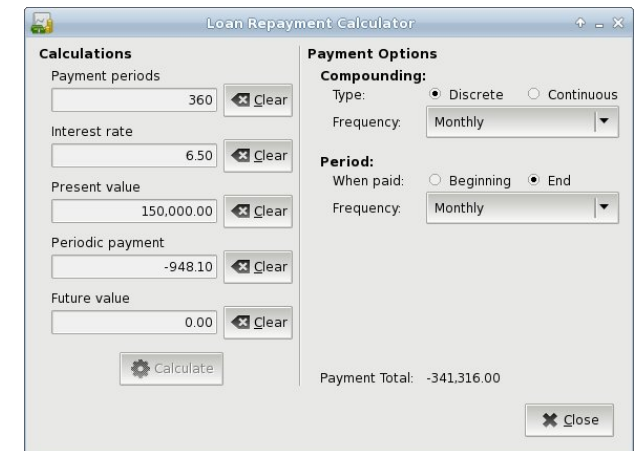 Loan Repayment Calculator
Calculations
Payment periods
360 Clear
Interest rate
6.50 Clear
Present value
150,000.00 Clear
Periodic payment
-948.10 Clear
Future value
0.00 Clear
Calculate
Payment Options
Compounding:
Type: Discrete Continuous
Frequency: Monthly
Period:
When paid: Beginning End
Frequency: Monthly
Payment Total: -341,316.00
Close